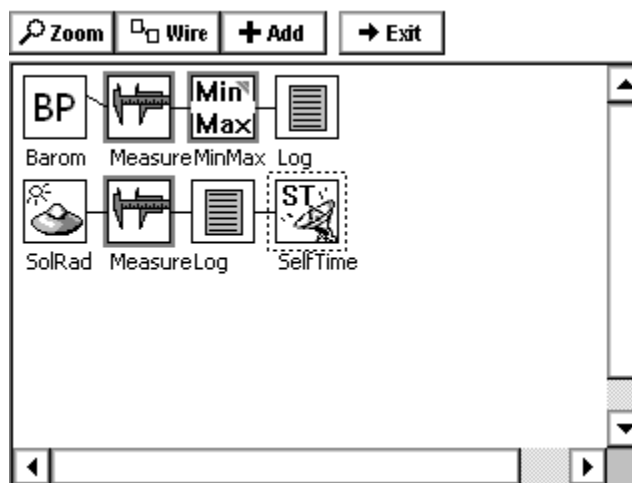 Zoom Wire Add Exit
BP Min Max
Barom Measure MinMax Log
ST
SolRad Measure Log SelfTime